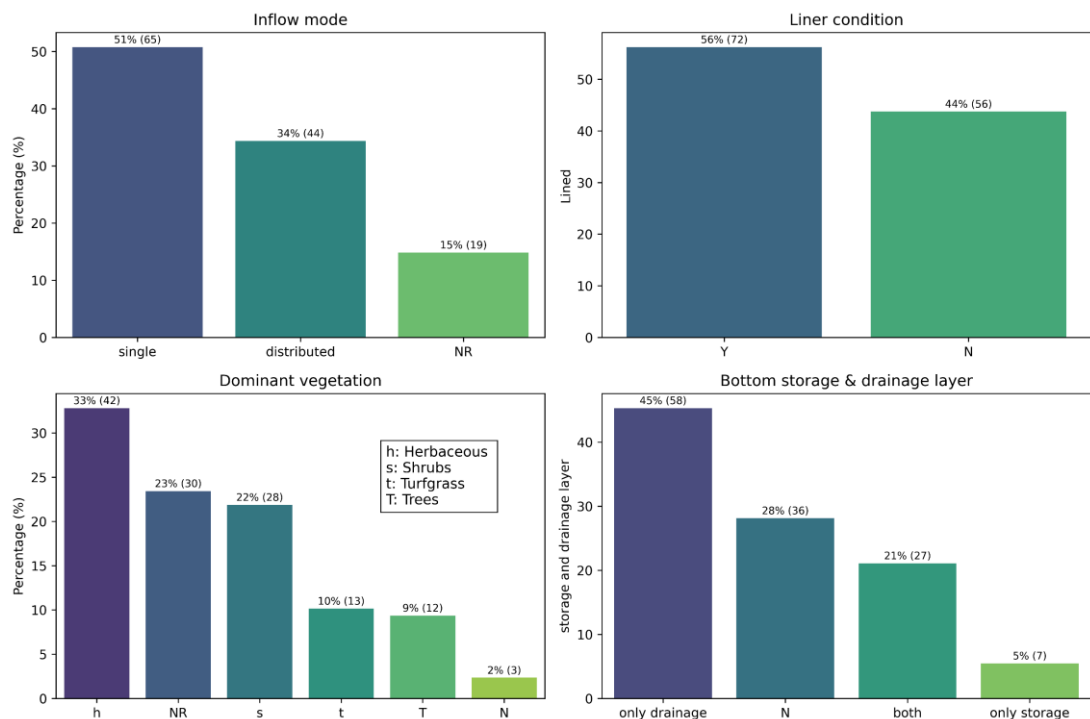 Inflow mode
Percentage (%)
50
40
30
20
10
0
51% (65)
34% (44)
15% (19)
single
distributed
NR
Liner condition
Lined
50
40
30
20
10
0
56% (72)
44% (56)
Y
N
Dominant vegetation
Percentage (%)
30
25
20
15
10
5
0
33% (42)
23% (30)
22% (28)
10% (13)
9% (12)
2% (3)
h: Herbaceous
s: Shrubs
t: Turfgrass
T: Trees
h
NR
s
t
T
N
Bottom storage & drainage layer
storage and drainage layer
40
30
20
10
0
45% (58)
28% (36)
21% (27)
5% (7)
only drainage
N
both
only storage